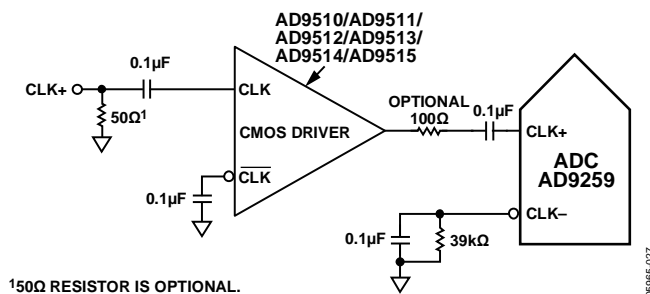 AD9510/AD9511/
AD9512/AD9513/
AD9514/AD9515
0.1µF
CLK+
50Ω¹
CLK
CMOS DRIVER
CLK
0.1µF
OPTIONAL
100Ω
0.1µF
CLK+
ADC
AD9259
CLK–
0.1µF
39kΩ
¹50Ω RESISTOR IS OPTIONAL.